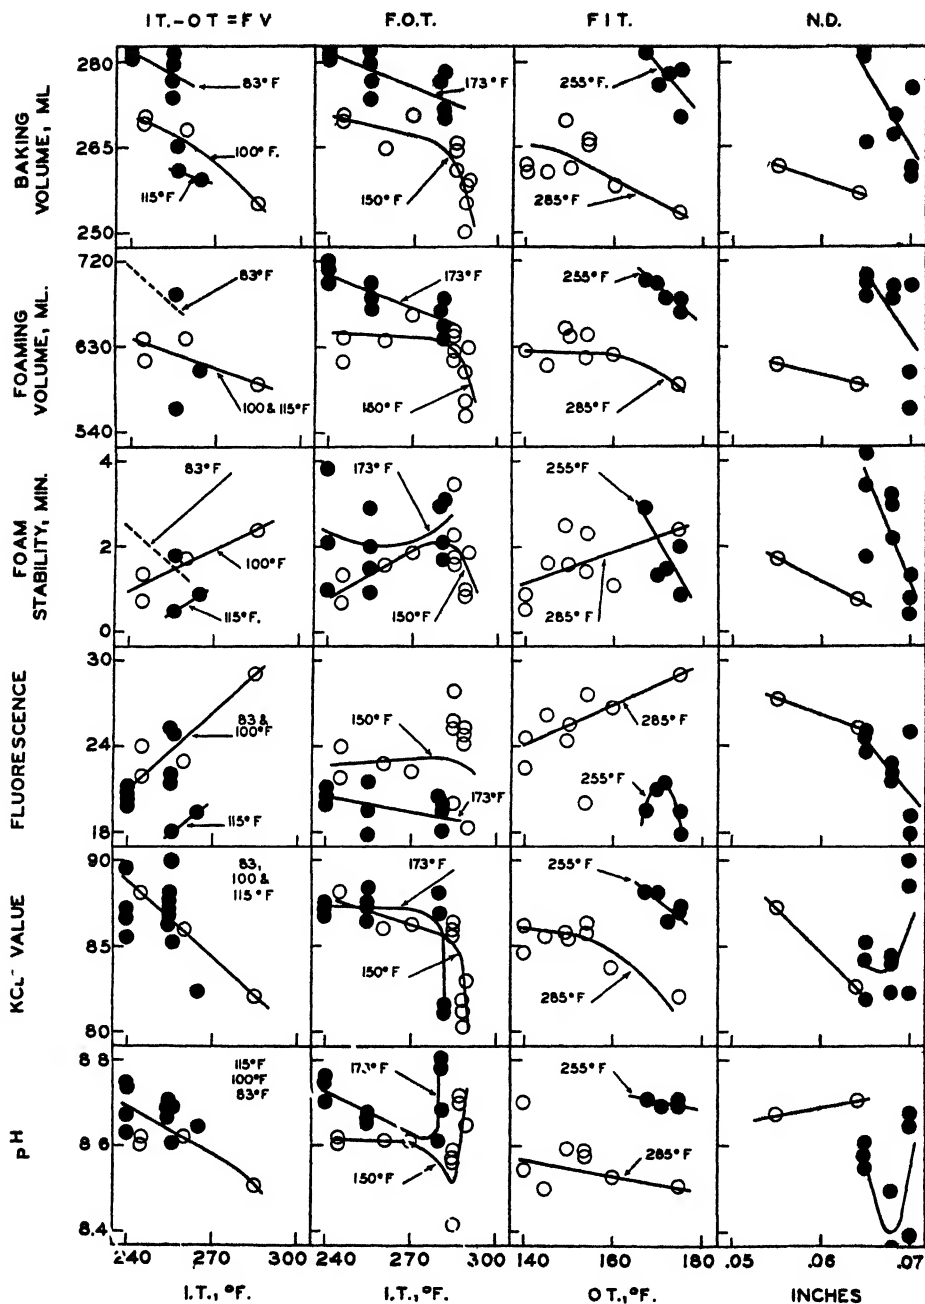 I.T.-OT = FV F.O.T. F I T. N.D.
BAKING VOLUME, ML
280
265
250
83° F
100° F.
115° F
173° F
150° F
255° F.
285° F
FOAMING VOLUME, ML.
720
630
540
83° F
100 & 115° F
173° F
180° F
255° F
285° F
FOAM STABILITY, MIN.
4
2
0
83° F
100° F
115° F.
173° F
150° F
255° F
285° F
FLUORESCENCE
30
24
18
83 &
100° F
115° F
150° F
173° F
285° F
255° F
KCL- VALUE
90
85
80
83,
100 &
115° F
173° F
150° F
255° F
285° F
pH
8 8
8 6
8.4
115° F
100° F
83° F
173° F
150° F
255° F
285° F
240 270 300 240 270 300 140 160 180 .05 .06 .07
I.T., °F. I.T., °F. O T., °F. INCHES